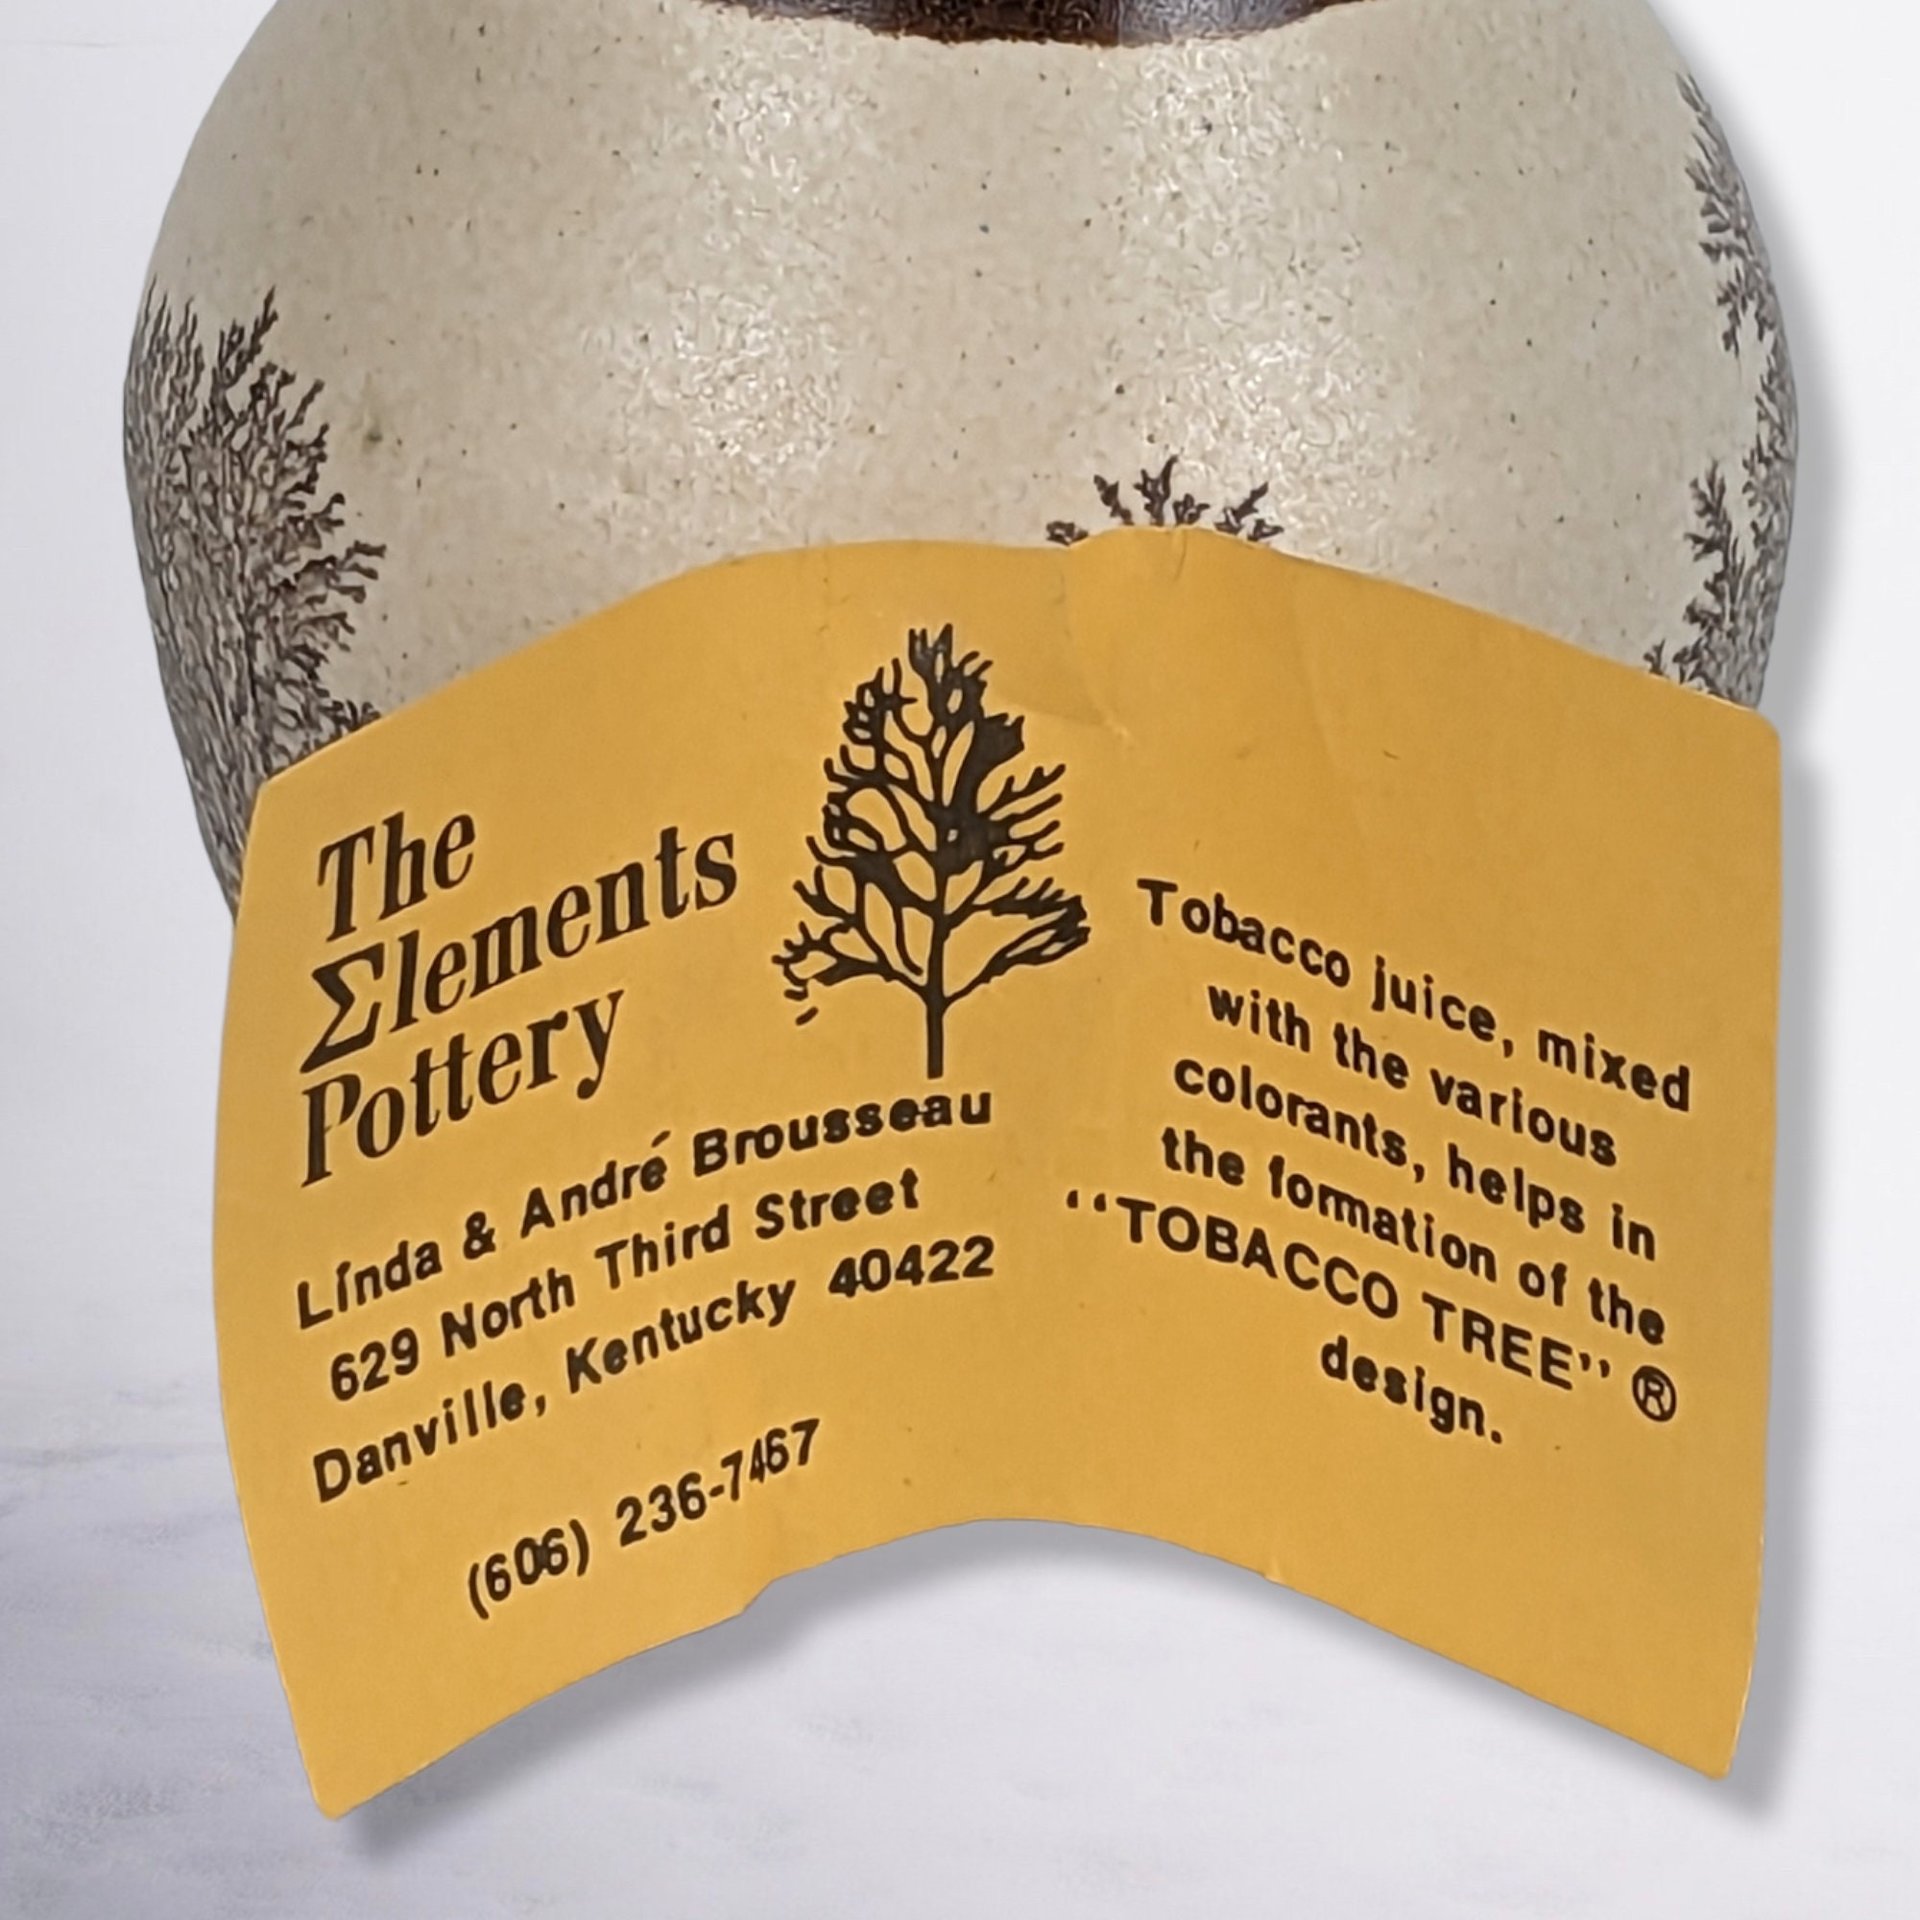 The
Σlements
Pottery
Linda & André Brousseau
629 North Third Street
Danville, Kentucky 40422
(606) 236-7467
Tobacco juice, mixed
with the various
colorants, helps in
the formation of the
‘‘TOBACCO TREE’’ ®
design.